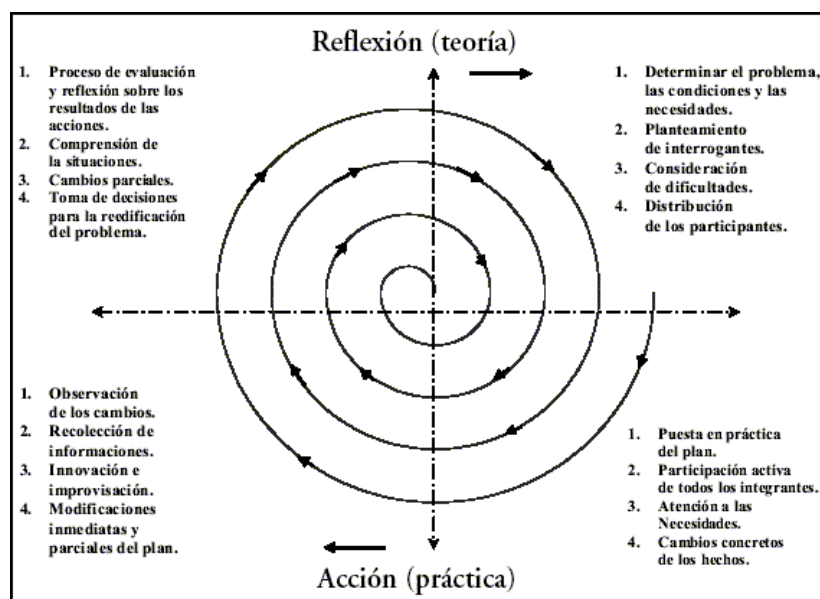 Reflexión (teoría)
1. Proceso de evaluación
y reflexión sobre los
resultados de las
acciones.
2. Comprensión de
la situaciones.
3. Cambios parciales.
4. Toma de decisiones
para la reedificación
del problema.
1. Determinar el problema,
las condiciones y las
necesidades.
2. Planteamiento
de interrogantes.
3. Consideración
de dificultades.
4. Distribución
de los participantes.
1. Observación
de los cambios.
2. Recolección de
informaciones.
3. Innovación e
improvisación.
4. Modificaciones
inmediatas y
parciales del plan.
1. Puesta en práctica
del plan.
2. Participación activa
de todos los integrantes.
3. Atención a las
Necesidades.
4. Cambios concretos
de los hechos.
Acción (práctica)